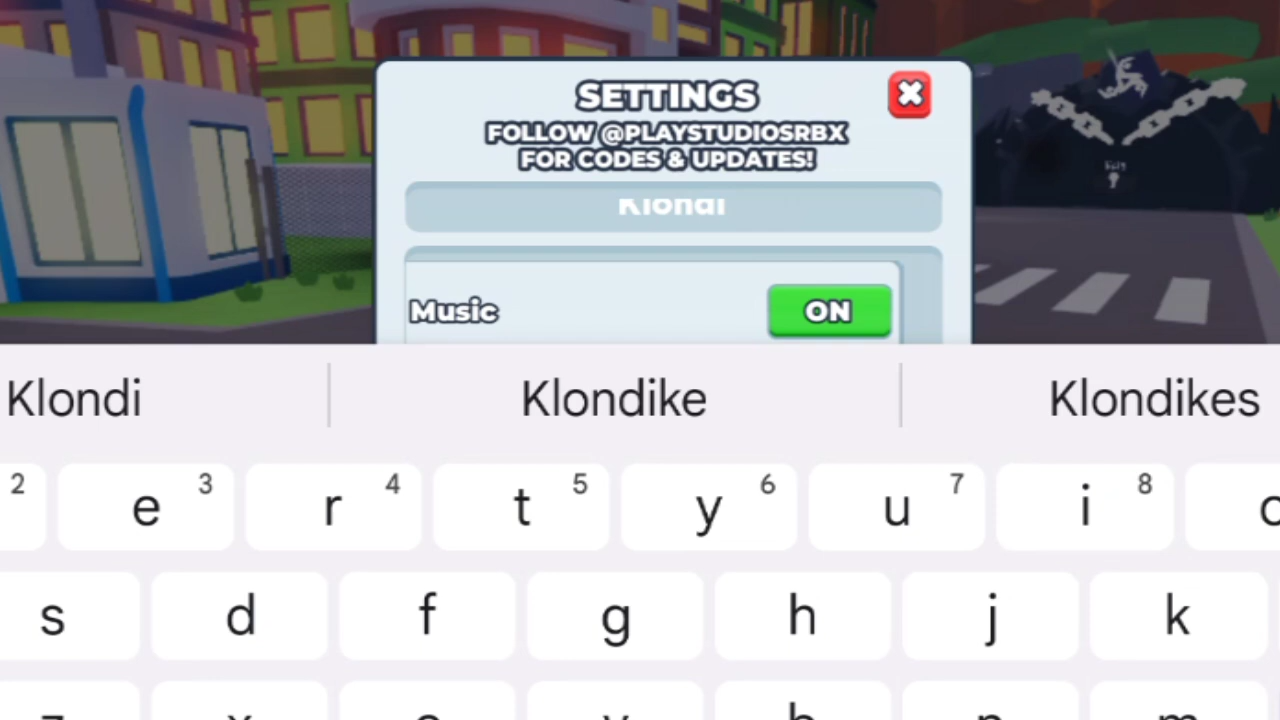 SETTINGS
FOLLOW @PLAYSTUDIOSRBX
FOR CODES & UPDATES!
Klondi
Music ON
Klondi Klondike Klondikes
2 e 3 r 4 t 5 y 6 u 7 i 8
s d f g h j k
z x c v b n m